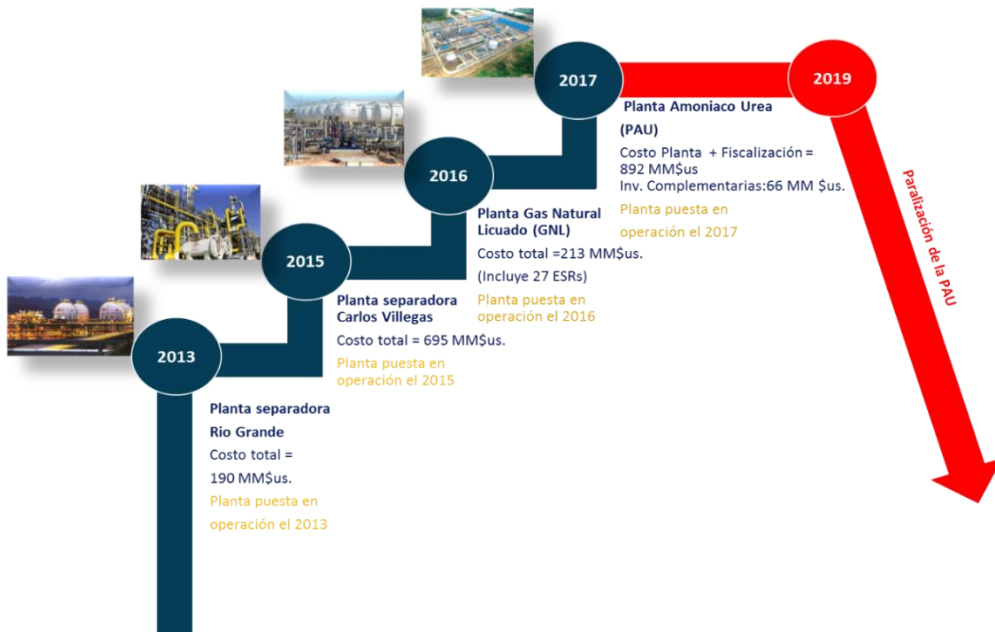 2013
Planta separadora
Rio Grande
Costo total =
190 MM$us.
Planta puesta en
operación el 2013
2015
Planta separadora
Carlos Villegas
Costo total = 695 MM$us.
Planta puesta en
operación el 2015
2016
Planta Gas Natural
Licuado (GNL)
Costo total =213 MM$us.
(Incluye 27 ESRs)
Planta puesta en
operación el 2016
2017
Planta Amoniaco Urea
(PAU)
Costo Planta + Fiscalización =
892 MM$us
Inv. Complementarias:66 MM $us.
Planta puesta en
operación el 2017
2019
Paralización de la PAU